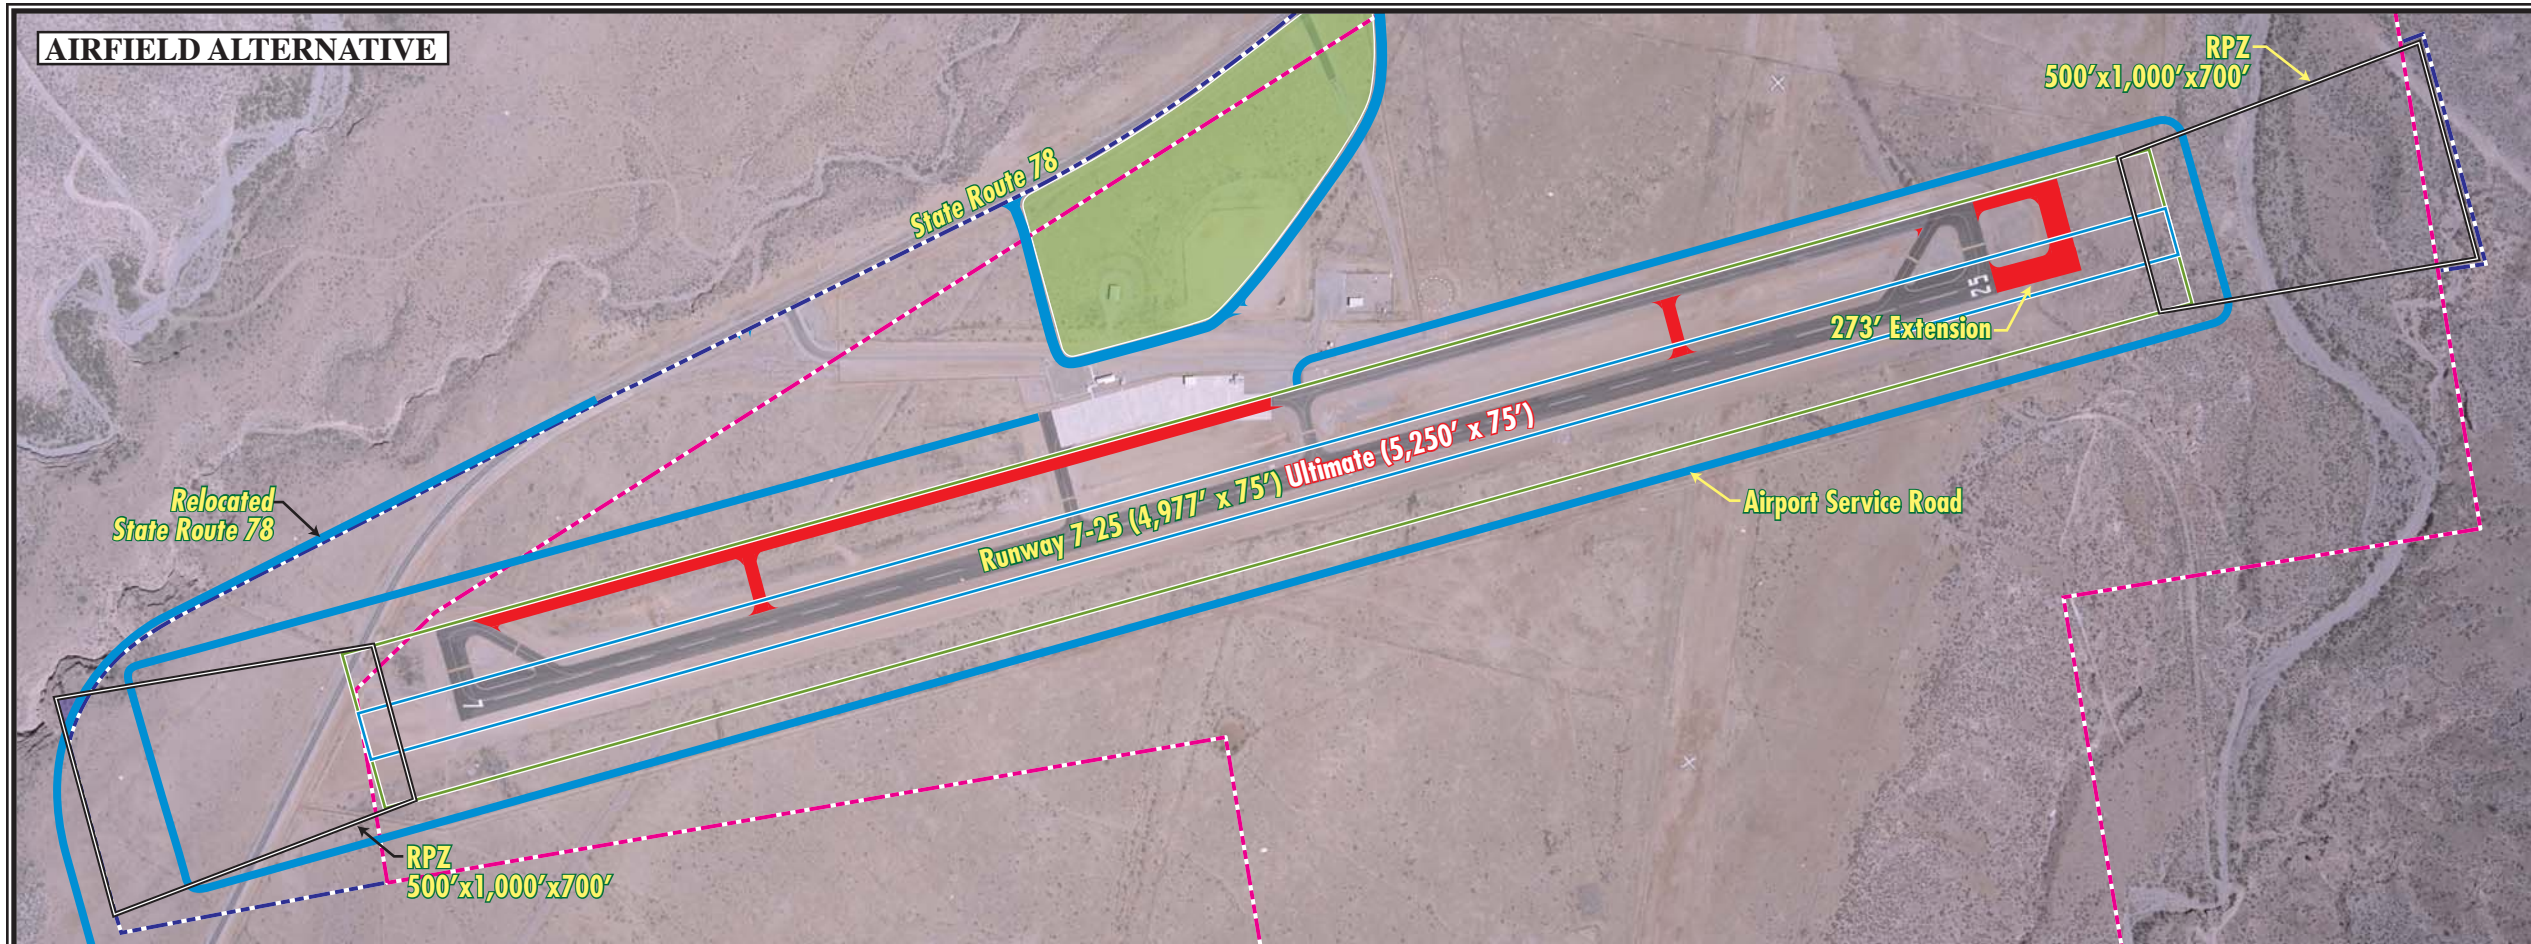 AIRFIELD ALTERNATIVE
RPZ
500'x1,000'x700'
State Route 78
25
273' Extension
Runway 7-25 (4,977' x 75') Ultimate (5,250' x 75')
Relocated
State Route 78
Airport Service Road
7
RPZ
500'x1,000'x700'